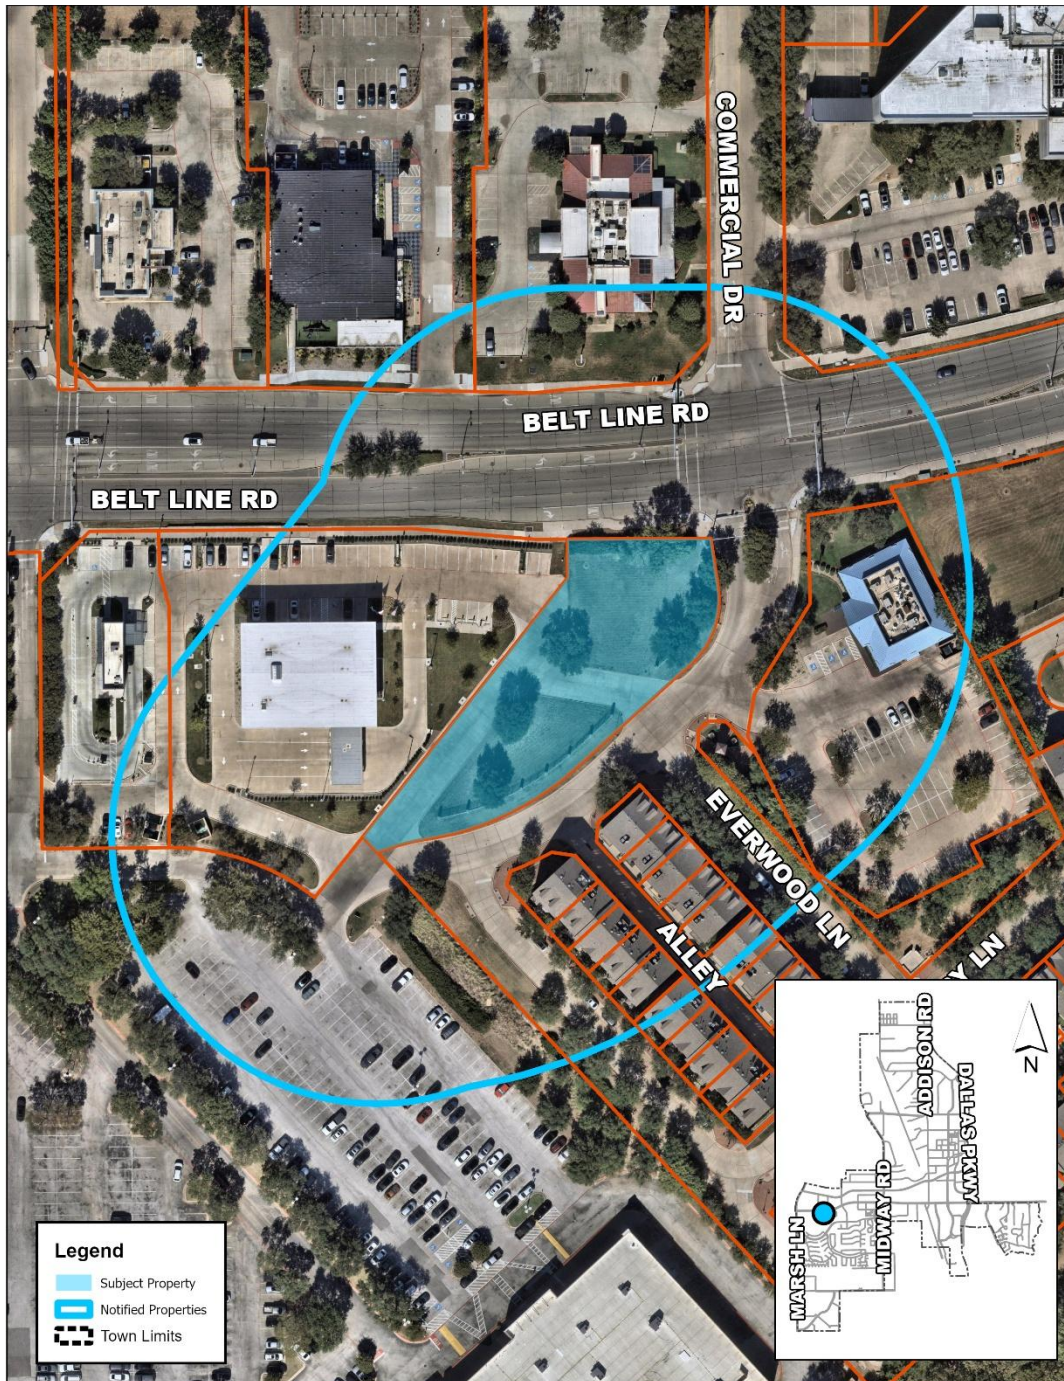 COMMERCIAL DR
BELT LINE RD
BELT LINE RD
EVERWOOD LN
ALLEY
Y LN
ADDISON RD
DALLAS PKWY
MIDWAY RD
MARSH LN
N
Legend
Subject Property
Notified Properties
Town Limits